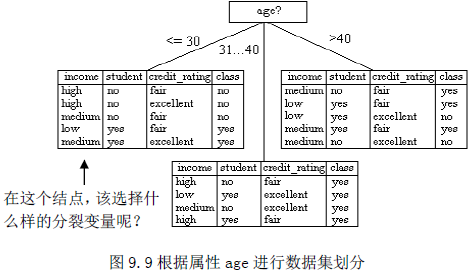 age?
<= 30
31...40
>40
income student credit_rating class
high no fair no
high no excellent no
medium no fair no
low yes fair yes
medium yes excellent yes
income student credit_rating class
medium no fair yes
low yes fair yes
low yes excellent no
medium yes fair yes
medium no excellent no
income student credit_rating class
high no fair yes
low yes excellent yes
medium no excellent yes
high yes fair yes
在这个结点，该选择什
么样的分裂变量呢？
图 9.9 根据属性 age 进行数据集划分